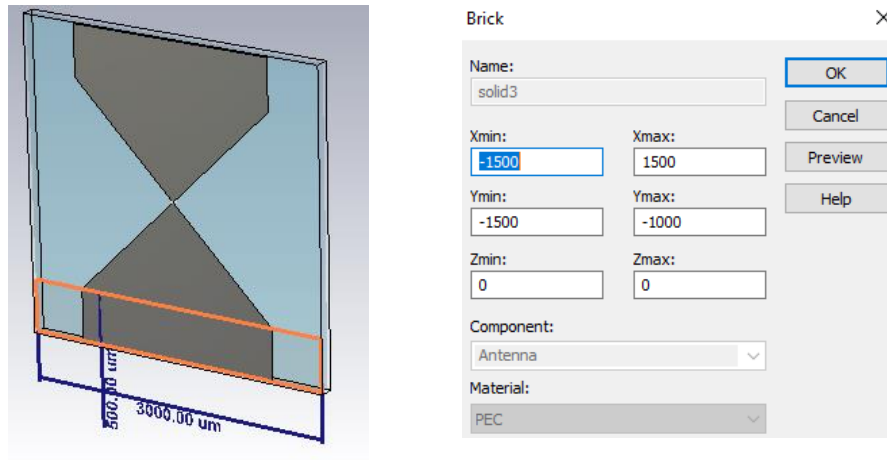 500.00 um
3000.00 um
Brick
Name:
solid3
OK
Cancel
Xmin:
Xmax:
-1500
1500
Preview
Ymin:
Ymax:
Help
-1500
-1000
Zmin:
Zmax:
0
0
Component:
Antenna
Material:
PEC